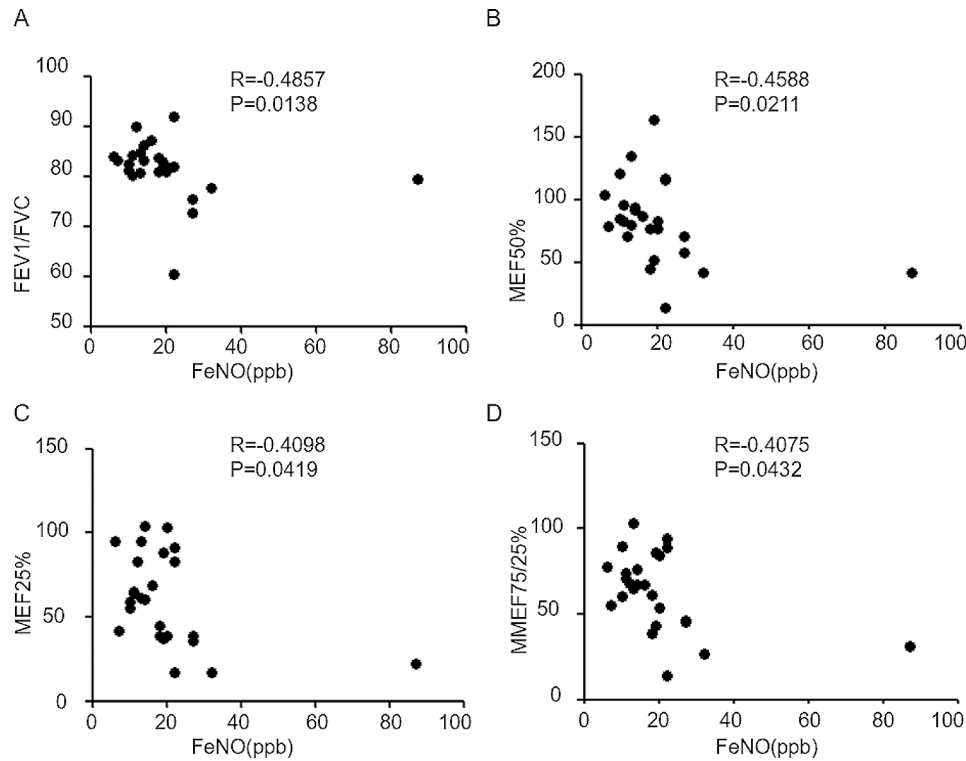 A
R=-0.4857
P=0.0138
FEV1/FVC
100
90
80
70
60
50
0
20
40
60
80
100
FeNO(ppb)
B
R=-0.4588
P=0.0211
MEF50%
200
150
100
50
0
0
20
40
60
80
100
FeNO(ppb)
C
R=-0.4098
P=0.0419
MEF25%
150
100
50
0
0
20
40
60
80
100
FeNO(ppb)
D
R=-0.4075
P=0.0432
MMEF75/25%
150
100
50
0
0
20
40
60
80
100
FeNO(ppb)